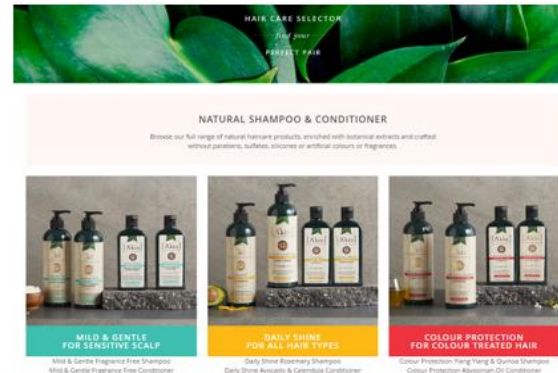 HAIR CARE SELECTOR
find your
PERFECT PAIR
NATURAL SHAMPOO & CONDITIONER
Browse our full range of natural haircare products, enriched with botanical extracts and crafted
without parabens, sulfates, silicones or artificial colours or fragrances.
MILD & GENTLE
FOR SENSITIVE SCALP
Mild & Gentle Fragrance Free Shampoo
Mild & Gentle Fragrance Free Conditioner
DAILY SHINE
FOR ALL HAIR TYPES
Daily Shine Rosemary Shampoo
Daily Shine Avocado & Calendula Conditioner
COLOUR PROTECTION
FOR COLOUR TREATED HAIR
Colour Protection Ylang Ylang & Quinoa Shampoo
Colour Protection Abyssinian Oil Conditioner